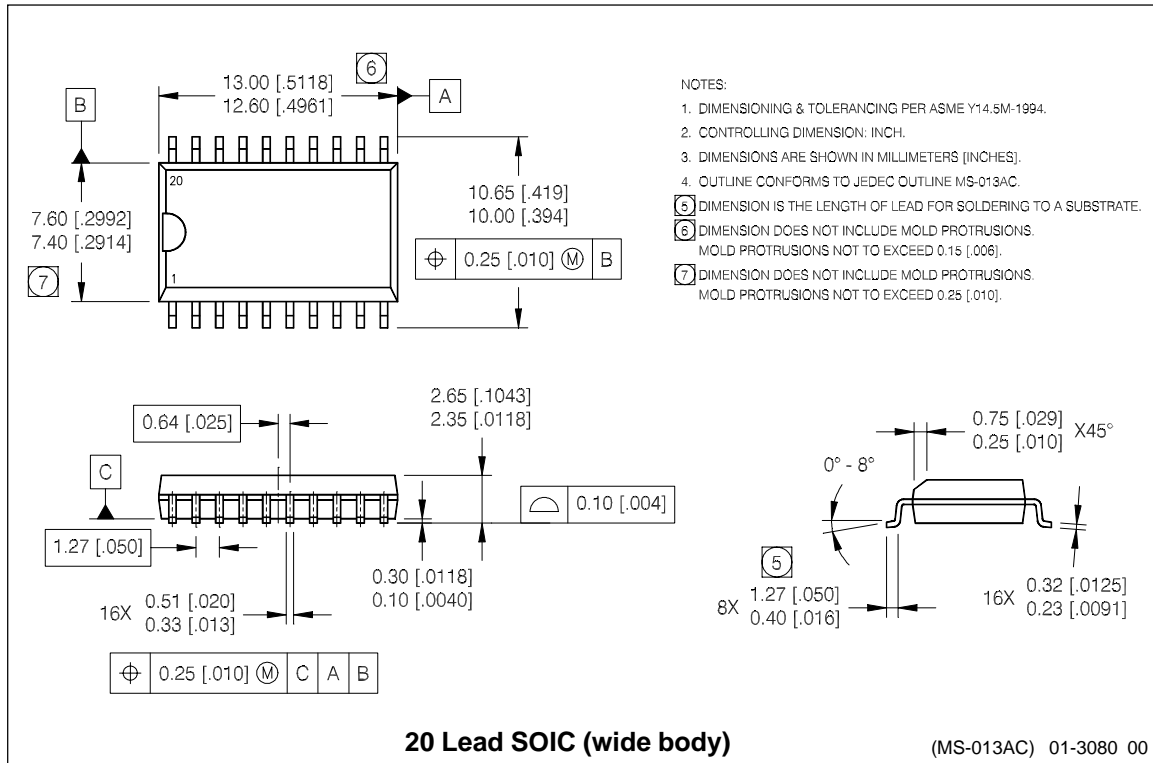 13.00 [.5118]
12.60 [.4961]
6
A
B
20
1
7.60 [.2992]
7.40 [.2914]
7
10.65 [.419]
10.00 [.394]
⌖ 0.25 [.010] Ⓜ B
NOTES:
1. DIMENSIONING & TOLERANCING PER ASME Y14.5M-1994.
2. CONTROLLING DIMENSION: INCH.
3. DIMENSIONS ARE SHOWN IN MILLIMETERS [INCHES].
4. OUTLINE CONFORMS TO JEDEC OUTLINE MS-013AC.
5 DIMENSION IS THE LENGTH OF LEAD FOR SOLDERING TO A SUBSTRATE.
6 DIMENSION DOES NOT INCLUDE MOLD PROTRUSIONS.
MOLD PROTRUSIONS NOT TO EXCEED 0.15 [.006].
7 DIMENSION DOES NOT INCLUDE MOLD PROTRUSIONS.
MOLD PROTRUSIONS NOT TO EXCEED 0.25 [.010].
0.64 [.025]
2.65 [.1043]
2.35 [.0118]
C
0.10 [.004]
1.27 [.050]
0.30 [.0118]
0.10 [.0040]
16X 0.51 [.020]
0.33 [.013]
⌖ 0.25 [.010] Ⓜ C A B
0.75 [.029]
0.25 [.010]
X45°
0° - 8°
5
8X 1.27 [.050]
0.40 [.016]
16X 0.32 [.0125]
0.23 [.0091]
20 Lead SOIC (wide body)
(MS-013AC) 01-3080 00